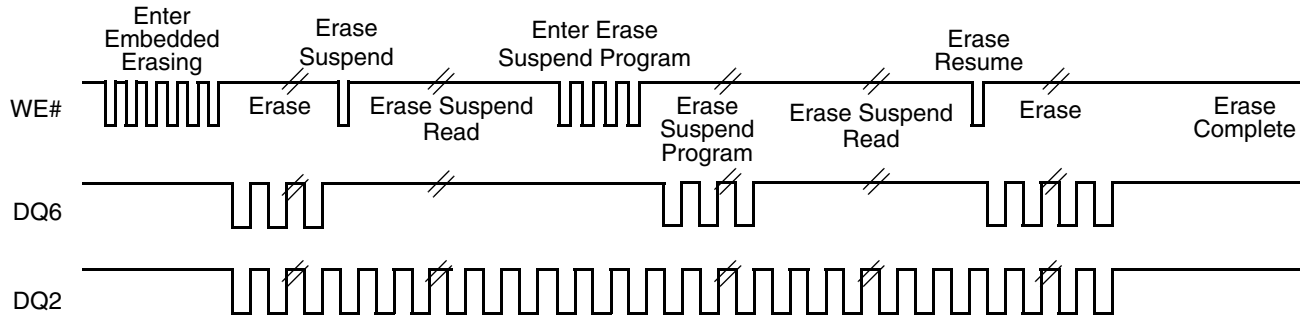 Enter
Embedded
Erasing
Erase
Suspend
Enter Erase
Suspend Program
Erase
Resume
WE#
Erase
Erase Suspend
Read
Erase
Suspend
Program
Erase Suspend
Read
Erase
Erase
Complete
DQ6
DQ2